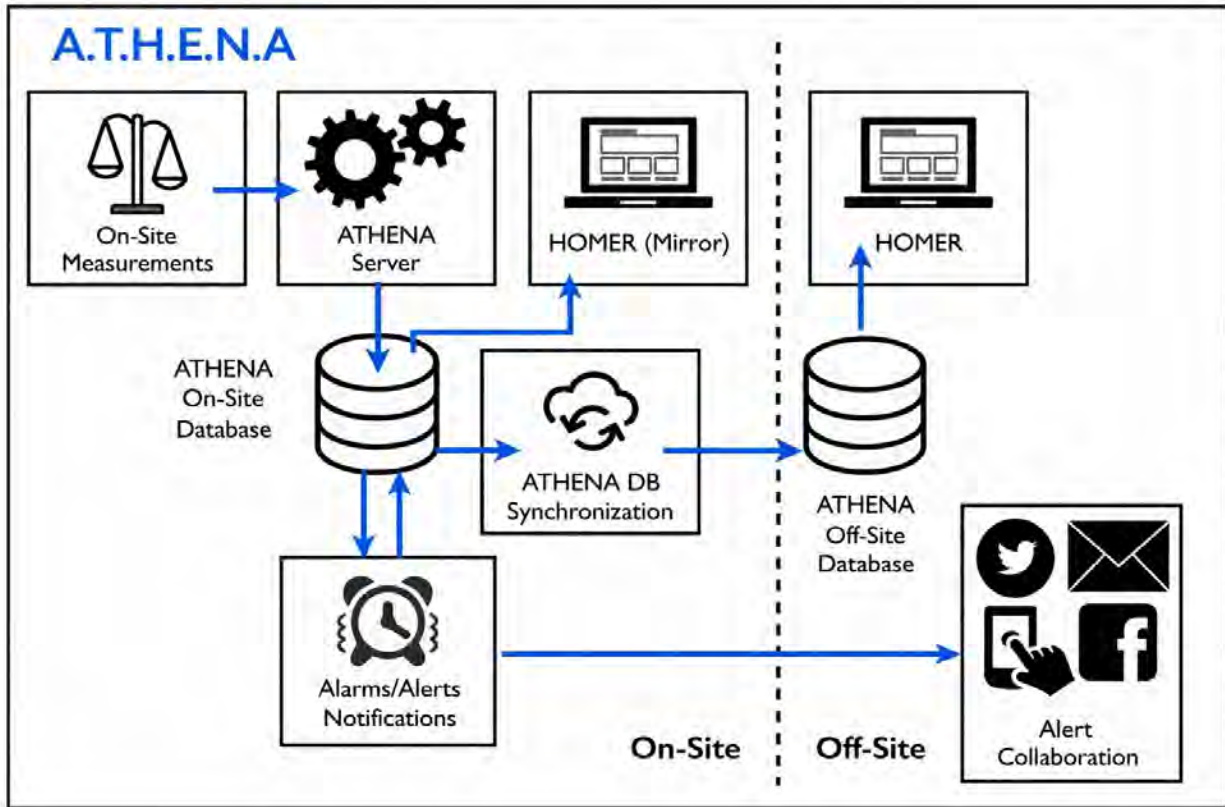 A.T.H.E.N.A
On-Site
Measurements
ATHENA
Server
HOMER (Mirror)
HOMER
ATHENA
On-Site
Database
ATHENA DB
Synchronization
ATHENA
Off-Site
Database
Alarms/Alerts
Notifications
On-Site
Off-Site
Alert
Collaboration